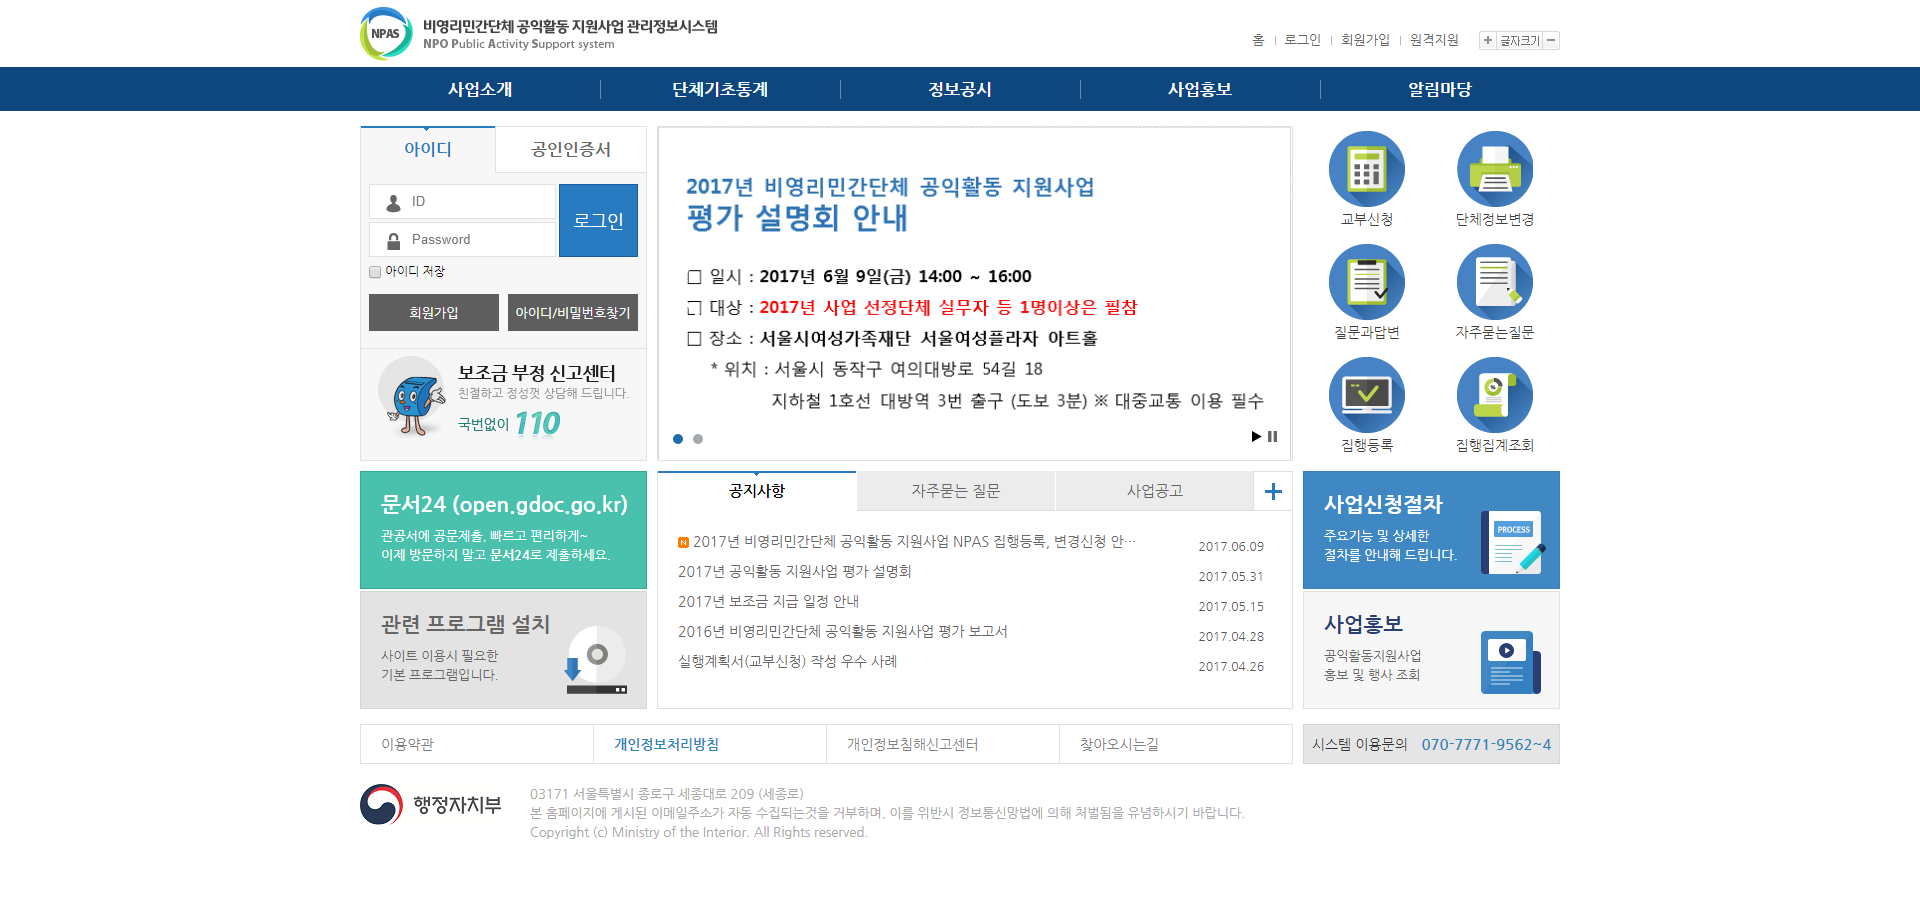 NPAS 비영리민간단체 공익활동 지원사업 관리정보시스템
NPO Public Activity Support system
홈 로그인 회원가입 원격지원 + 글자크기 −
사업소개 단체기초통계 정보공시 사업홍보 알림마당
아이디 공인인증서
ID
Password
로그인
아이디 저장
회원가입 아이디/비밀번호찾기
보조금 부정 신고센터
친절하고 정성껏 상담해 드립니다.
국번없이 110
2017년 비영리민간단체 공익활동 지원사업
평가 설명회 안내
□ 일시 : 2017년 6월 9일(금) 14:00 ~ 16:00
□ 대상 : 2017년 사업 선정단체 실무자 등 1명이상은 필참
□ 장소 : 서울시여성가족재단 서울여성플라자 아트홀
* 위치 : 서울시 동작구 여의대방로 54길 18
지하철 1호선 대방역 3번 출구 (도보 3분) ※ 대중교통 이용 필수
교부신청 단체정보변경
질문과답변 자주묻는질문
집행등록 집행집계조회
문서24 (open.gdoc.go.kr)
관공서에 공문제출, 빠르고 편리하게~
이제 방문하지 말고 문서24로 제출하세요.
관련 프로그램 설치
사이트 이용시 필요한
기본 프로그램입니다.
공지사항 자주묻는 질문 사업공고 +
N 2017년 비영리민간단체 공익활동 지원사업 NPAS 집행등록, 변경신청 안… 2017.06.09
2017년 공익활동 지원사업 평가 설명회 2017.05.31
2017년 보조금 지급 일정 안내 2017.05.15
2016년 비영리민간단체 공익활동 지원사업 평가 보고서 2017.04.28
실행계획서(교부신청) 작성 우수 사례 2017.04.26
사업신청절차
주요기능 및 상세한
절차를 안내해 드립니다.
PROCESS
사업홍보
공익활동지원사업
홍보 및 행사 조회
이용약관 개인정보처리방침 개인정보침해신고센터 찾아오시는길
시스템 이용문의 070-7771-9562~4
행정자치부
03171 서울특별시 종로구 세종대로 209 (세종로)
본 홈페이지에 게시된 이메일주소가 자동 수집되는것을 거부하며, 이를 위반시 정보통신망법에 의해 처벌됨을 유념하시기 바랍니다.
Copyright (c) Ministry of the Interior. All Rights reserved.